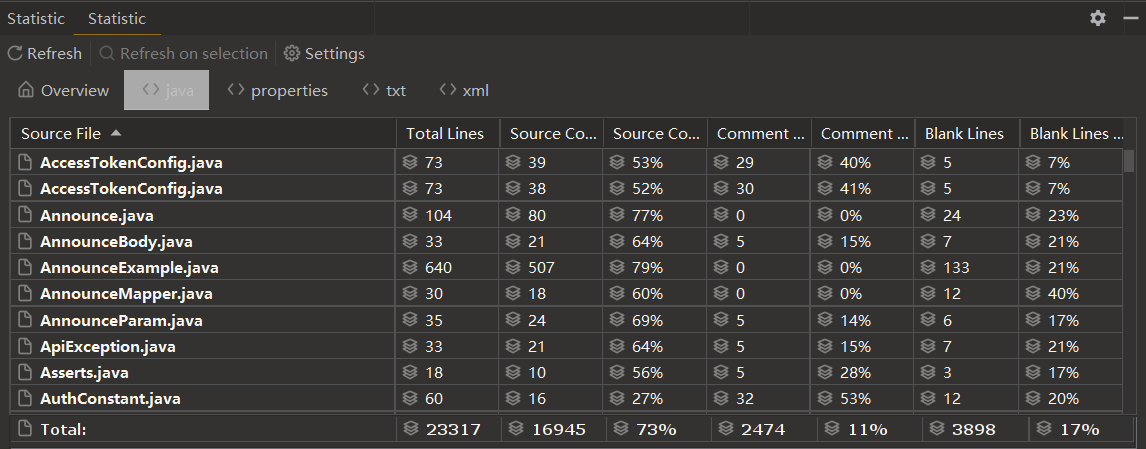 Statistic Statistic
Refresh Refresh on selection Settings
Overview java properties txt xml
Source File Total Lines Source Co... Source Co... Comment ... Comment ... Blank Lines Blank Lines ...
AccessTokenConfig.java 73 39 53% 29 40% 5 7%
AccessTokenConfig.java 73 38 52% 30 41% 5 7%
Announce.java 104 80 77% 0 0% 24 23%
AnnounceBody.java 33 21 64% 5 15% 7 21%
AnnounceExample.java 640 507 79% 0 0% 133 21%
AnnounceMapper.java 30 18 60% 0 0% 12 40%
AnnounceParam.java 35 24 69% 5 14% 6 17%
ApiException.java 33 21 64% 5 15% 7 21%
Asserts.java 18 10 56% 5 28% 3 17%
AuthConstant.java 60 16 27% 32 53% 12 20%
Total: 23317 16945 73% 2474 11% 3898 17%